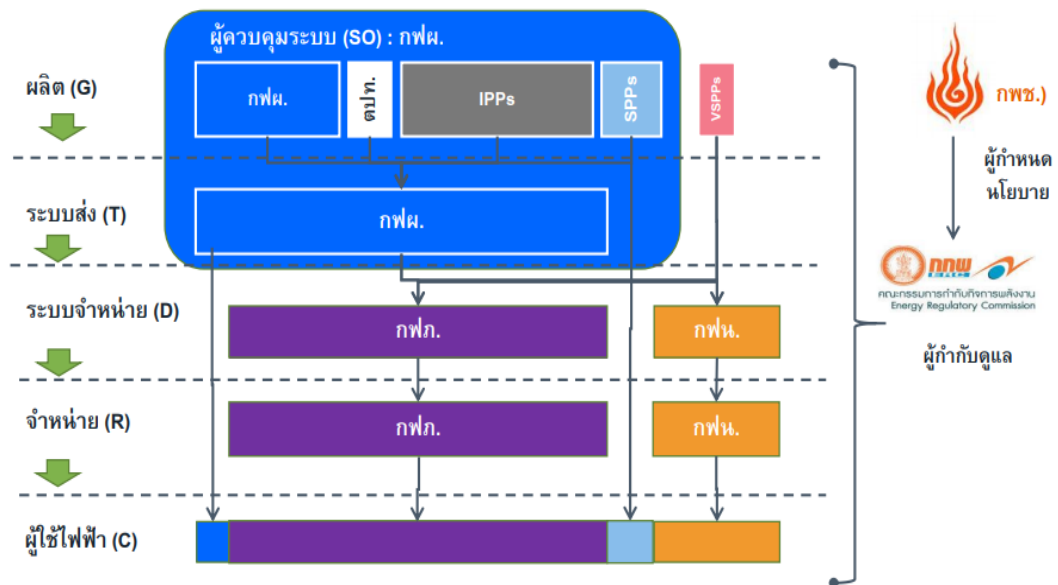 ผู้ควบคุมระบบ (SO) : กฟผ.
ผลิต (G)
กฟผ.
ตปท.
IPPs
SPPs
VSPPs
กพช.)
ผู้กำหนด
นโยบาย
ระบบส่ง (T)
กฟผ.
กกพ
คณะกรรมการกำกับกิจการพลังงาน
Energy Regulatory Commission
ระบบจำหน่าย (D)
กฟภ.
กฟน.
ผู้กำกับดูแล
จำหน่าย (R)
กฟภ.
กฟน.
ผู้ใช้ไฟฟ้า (C)